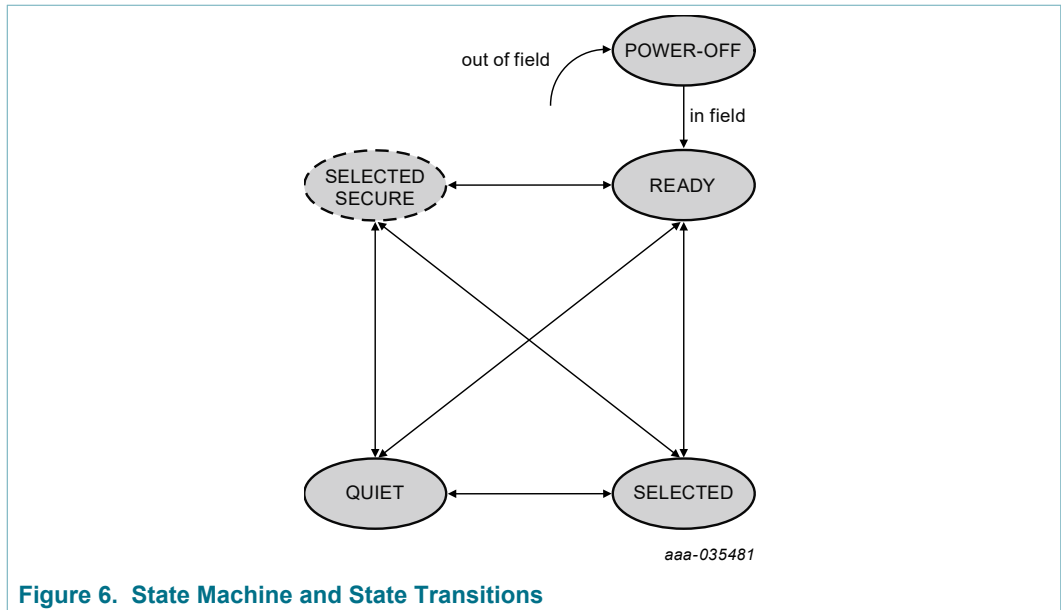 POWER-OFF
out of field
in field
SELECTED
SECURE
READY
QUIET
SELECTED
aaa-035481
Figure 6. State Machine and State Transitions